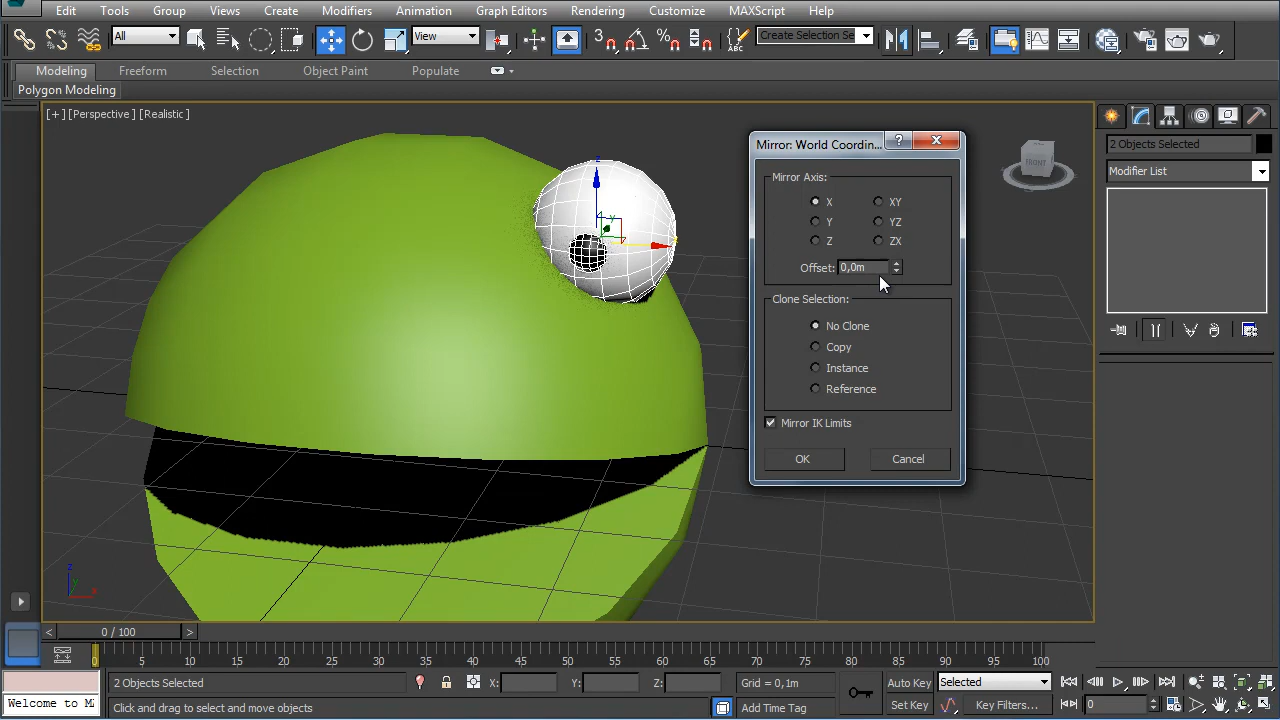 Edit Tools Group Views Create Modifiers Animation Graph Editors Rendering Customize MAXScript Help
All View 3 % ABC Create Selection Se
Modeling Freeform Selection Object Paint Populate
Polygon Modeling
[+][Perspective][Realistic]
FRONT
Mirror: World Coordin... ?
2 Objects Selected
Modifier List
Mirror Axis:
X XY
Y YZ
Z ZX
Offset: 0,0m
Clone Selection:
No Clone
Copy
Instance
Reference
Mirror IK Limits
OK Cancel
z
y
x
z
y
x
< 0 / 100 >
0 5 10 15 20 25 30 35 40 45 50 55 60 65 70 75 80 85 90 95 100
2 Objects Selected X: Y: Z: Grid = 0,1m Auto Key Selected
Welcome to Mi Click and drag to select and move objects Add Time Tag Set Key Key Filters... 0